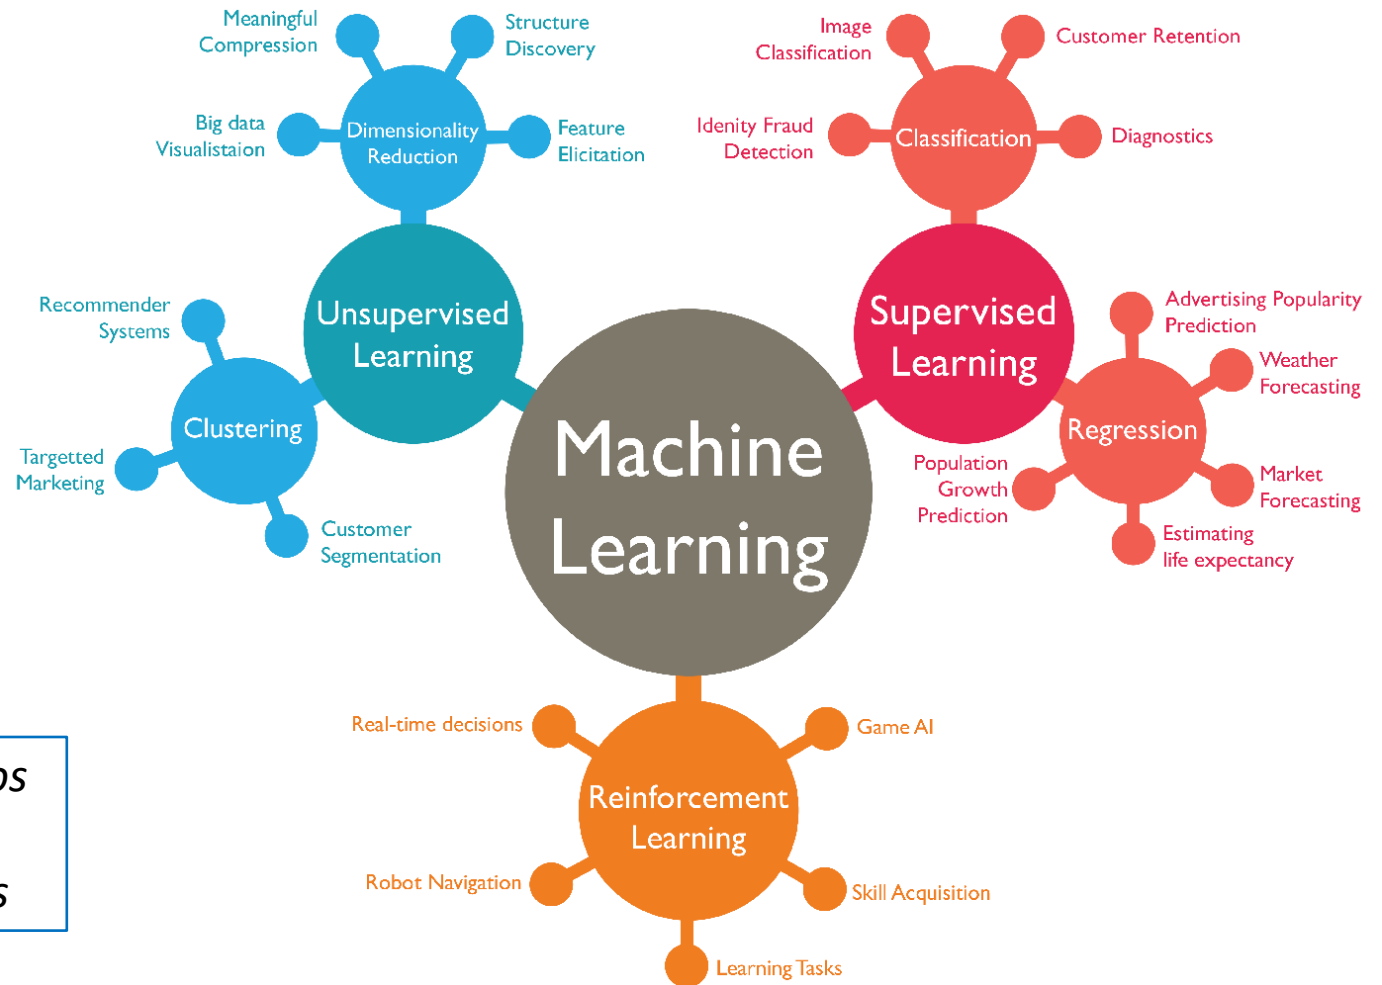 Meaningful
Compression
Structure
Discovery
Big data
Visualistaion
Dimensionality
Reduction
Feature
Elicitation
Image
Classification
Customer Retention
Idenity Fraud
Detection
Classification
Diagnostics
Unsupervised
Learning
Supervised
Learning
Recommender
Systems
Clustering
Targetted
Marketing
Customer
Segmentation
Advertising Popularity
Prediction
Weather
Forecasting
Regression
Population
Growth
Prediction
Market
Forecasting
Estimating
life expectancy
Machine
Learning
Real-time decisions
Game AI
Reinforcement
Learning
Robot Navigation
Skill Acquisition
Learning Tasks